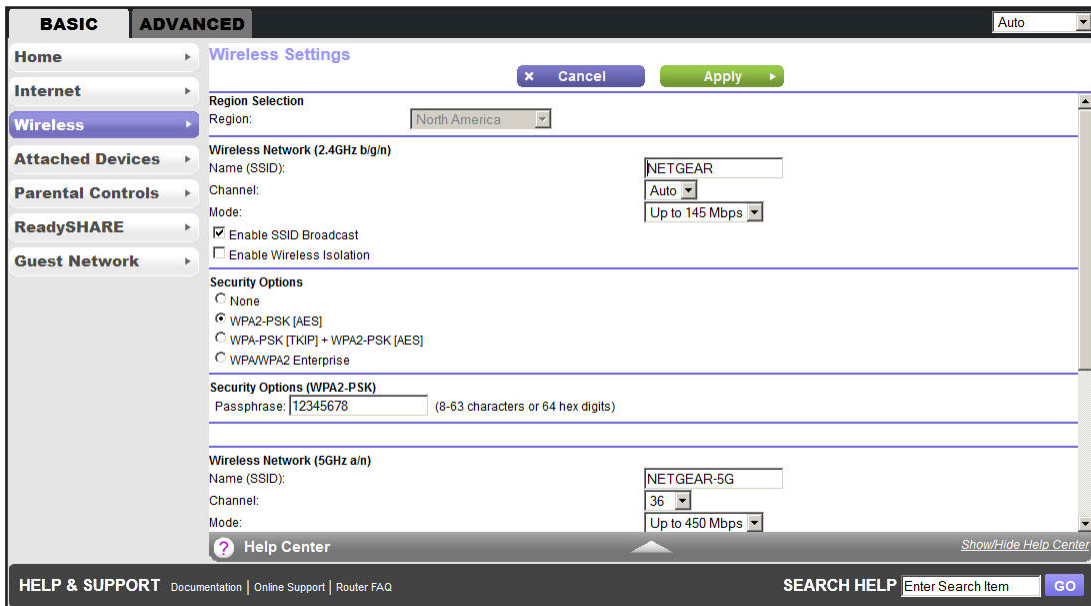 BASIC ADVANCED Auto
Home
Internet
Wireless
Attached Devices
Parental Controls
ReadySHARE
Guest Network
Wireless Settings
Cancel Apply
Region Selection
Region: North America
Wireless Network (2.4GHz b/g/n)
Name (SSID): NETGEAR
Channel: Auto
Mode: Up to 145 Mbps
Enable SSID Broadcast
Enable Wireless Isolation
Security Options
None
WPA2-PSK [AES]
WPA-PSK [TKIP] + WPA2-PSK [AES]
WPA/WPA2 Enterprise
Security Options (WPA2-PSK)
Passphrase: 12345678 (8-63 characters or 64 hex digits)
Wireless Network (5GHz a/n)
Name (SSID): NETGEAR-5G
Channel: 36
Mode: Up to 450 Mbps
? Help Center Show/Hide Help Center
HELP & SUPPORT Documentation | Online Support | Router FAQ SEARCH HELP Enter Search Item GO